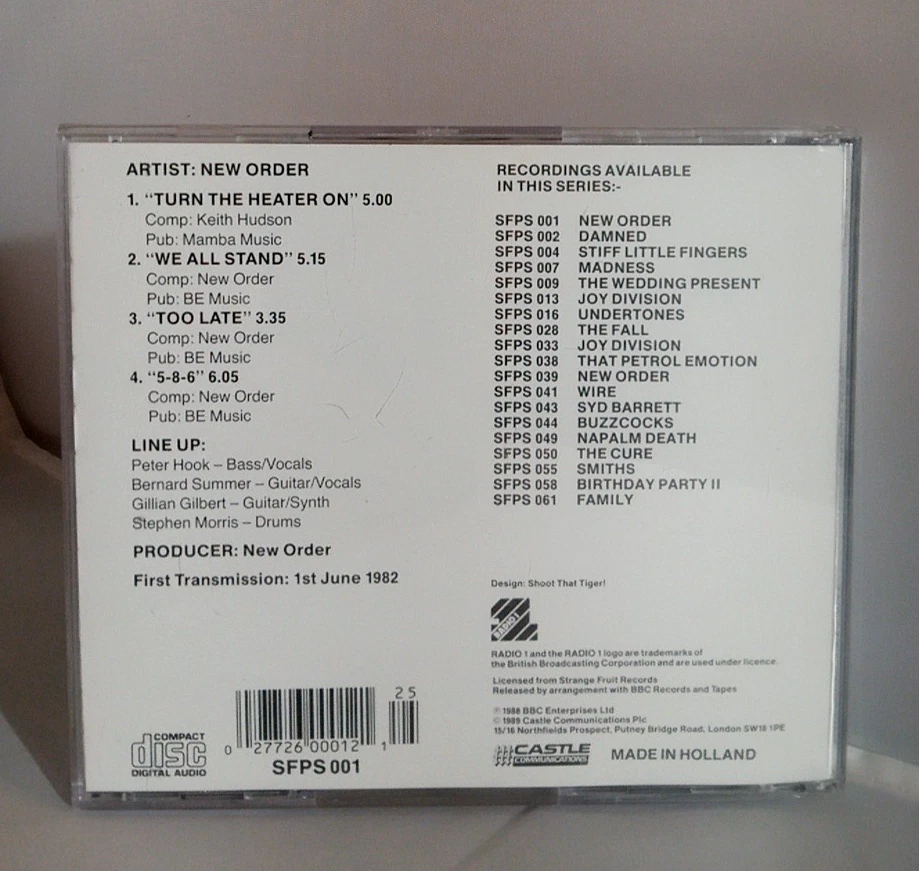 ARTIST: NEW ORDER
1. “TURN THE HEATER ON” 5.00
Comp: Keith Hudson
Pub: Mamba Music
2. “WE ALL STAND” 5.15
Comp: New Order
Pub: BE Music
3. “TOO LATE” 3.35
Comp: New Order
Pub: BE Music
4. “5-8-6” 6.05
Comp: New Order
Pub: BE Music
LINE UP:
Peter Hook – Bass/Vocals
Bernard Summer – Guitar/Vocals
Gillian Gilbert – Guitar/Synth
Stephen Morris – Drums
PRODUCER: New Order
First Transmission: 1st June 1982
COMPACT
disc
DIGITAL AUDIO
25
0 27726 00012 1
SFPS 001
RECORDINGS AVAILABLE
IN THIS SERIES:-
SFPS 001 NEW ORDER
SFPS 002 DAMNED
SFPS 004 STIFF LITTLE FINGERS
SFPS 007 MADNESS
SFPS 009 THE WEDDING PRESENT
SFPS 013 JOY DIVISION
SFPS 016 UNDERTONES
SFPS 028 THE FALL
SFPS 033 JOY DIVISION
SFPS 038 THAT PETROL EMOTION
SFPS 039 NEW ORDER
SFPS 041 WIRE
SFPS 043 SYD BARRETT
SFPS 044 BUZZCOCKS
SFPS 049 NAPALM DEATH
SFPS 050 THE CURE
SFPS 055 SMITHS
SFPS 058 BIRTHDAY PARTY II
SFPS 061 FAMILY
Design: Shoot That Tiger!
RADIO 1
RADIO 1 and the RADIO 1 logo are trademarks of
the British Broadcasting Corporation and are used under licence.
Licensed from Strange Fruit Records
Released by arrangement with BBC Records and Tapes
℗ 1986 BBC Enterprises Ltd
© 1989 Castle Communications Plc
15/16 Northfields Prospect, Putney Bridge Road, London SW18 1PE
CASTLE
COMMUNICATIONS
MADE IN HOLLAND